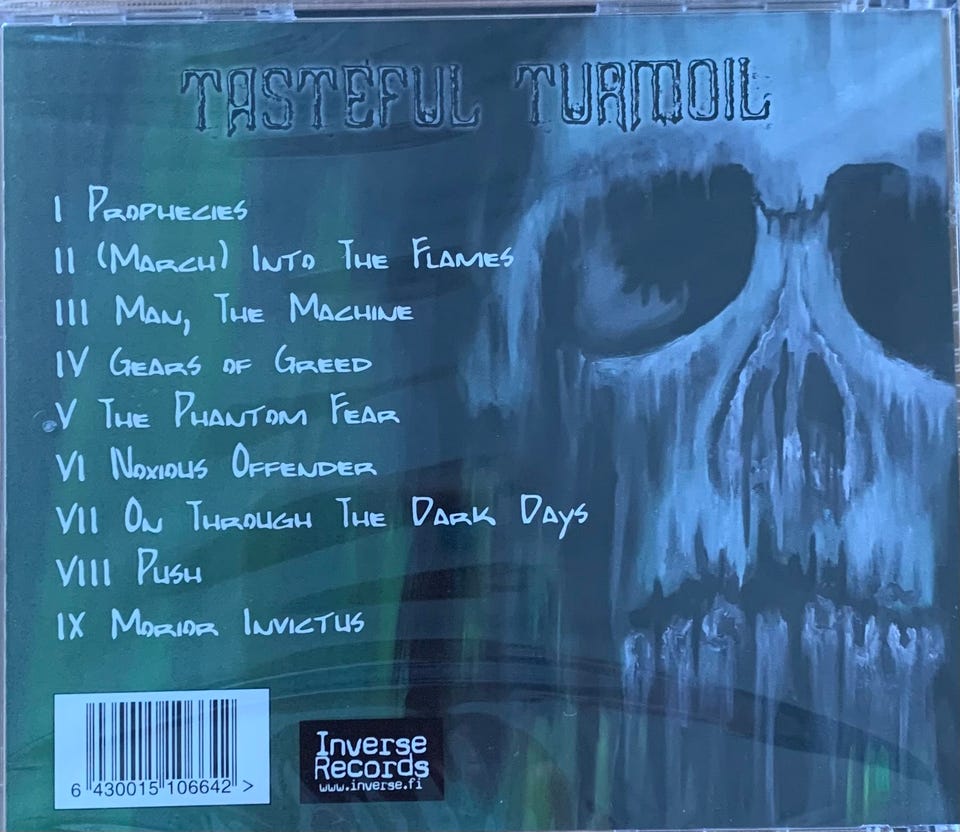 TASTEFUL TURMOIL
I PROPHECIES
II (MARCH) INTO THE FLAMES
III MAN, THE MACHINE
IV GEARS OF GREED
V THE PHANTOM FEAR
VI NOXIOUS OFFENDER
VII ON THROUGH THE DARK DAYS
VIII PUSH
IX MORIOR INVICTUS
6 430015 106642 >
Inverse
Records
www.inverse.fi